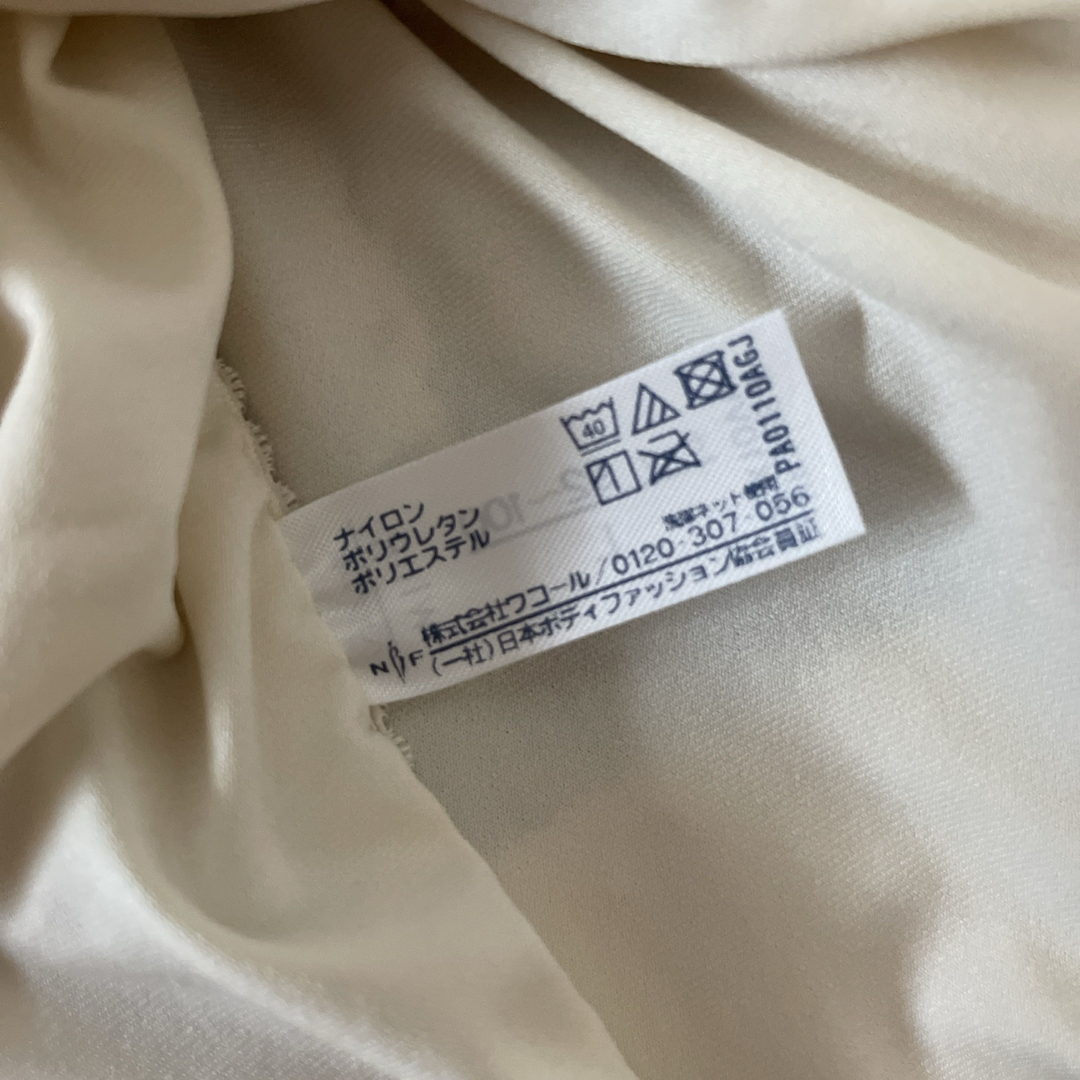 ナイロン
ポリウレタン
ポリエステル
40
PA0110AGJ
洗濯ネット使用
株式会社ワコール/0120-307-056
NBF (一社)日本ボディファッション協会員証